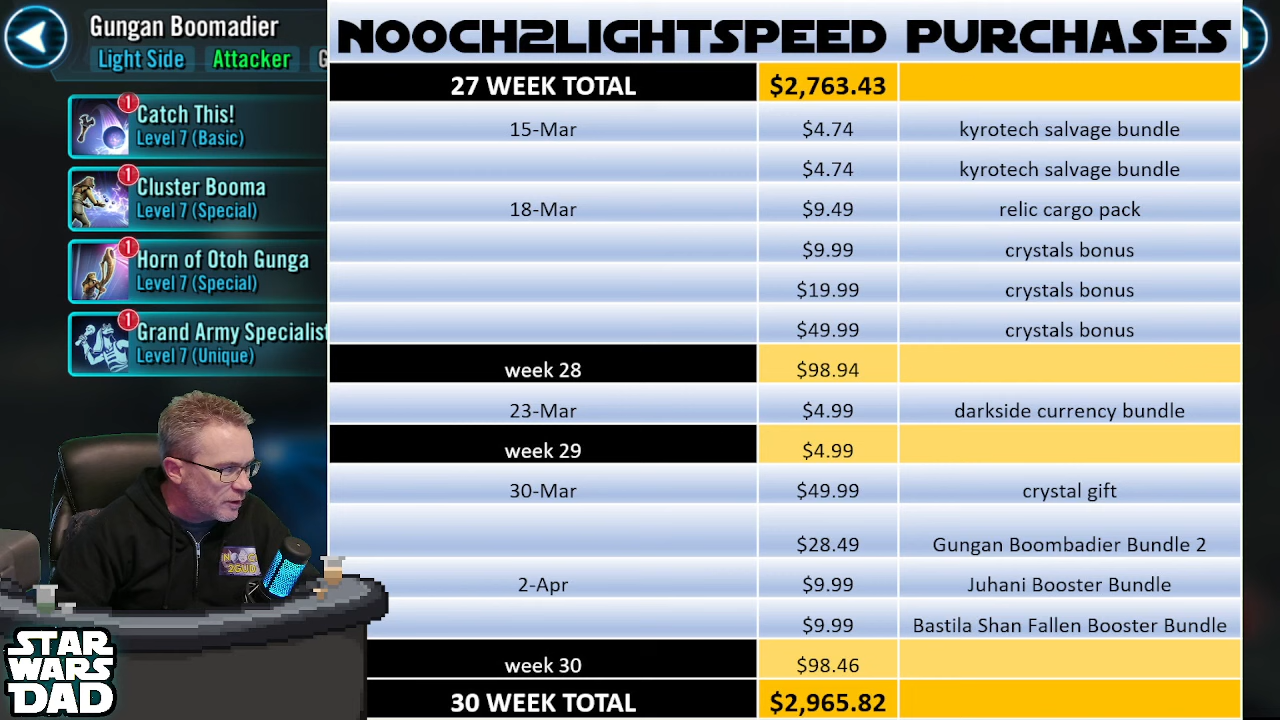 Gungan Boomadier
Light Side Attacker G
1
Catch This!
Level 7 (Basic)
1
Cluster Booma
Level 7 (Special)
1
Horn of Otoh Gunga
Level 7 (Special)
1
Grand Army Specialist
Level 7 (Unique)
NOOCH2LIGHTSPEED PURCHASES
27 WEEK TOTAL $2,763.43
15-Mar $4.74 kyrotech salvage bundle
$4.74 kyrotech salvage bundle
18-Mar $9.49 relic cargo pack
$9.99 crystals bonus
$19.99 crystals bonus
$49.99 crystals bonus
week 28 $98.94
23-Mar $4.99 darkside currency bundle
week 29 $4.99
30-Mar $49.99 crystal gift
$28.49 Gungan Boombadier Bundle 2
2-Apr $9.99 Juhani Booster Bundle
$9.99 Bastila Shan Fallen Booster Bundle
week 30 $98.46
30 WEEK TOTAL $2,965.82
NOOCH
2GUD
STAR
WARS
DAD